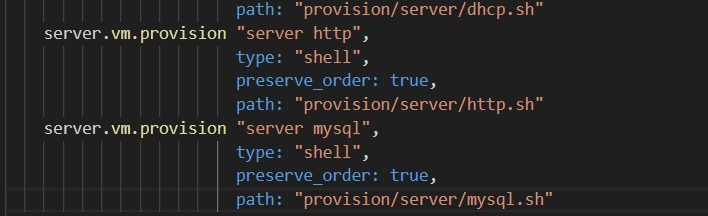 path: "provision/server/dhcp.sh"
server.vm.provision "server http",
type: "shell",
preserve_order: true,
path: "provision/server/http.sh"
server.vm.provision "server mysql",
type: "shell",
preserve_order: true,
path: "provision/server/mysql.sh"